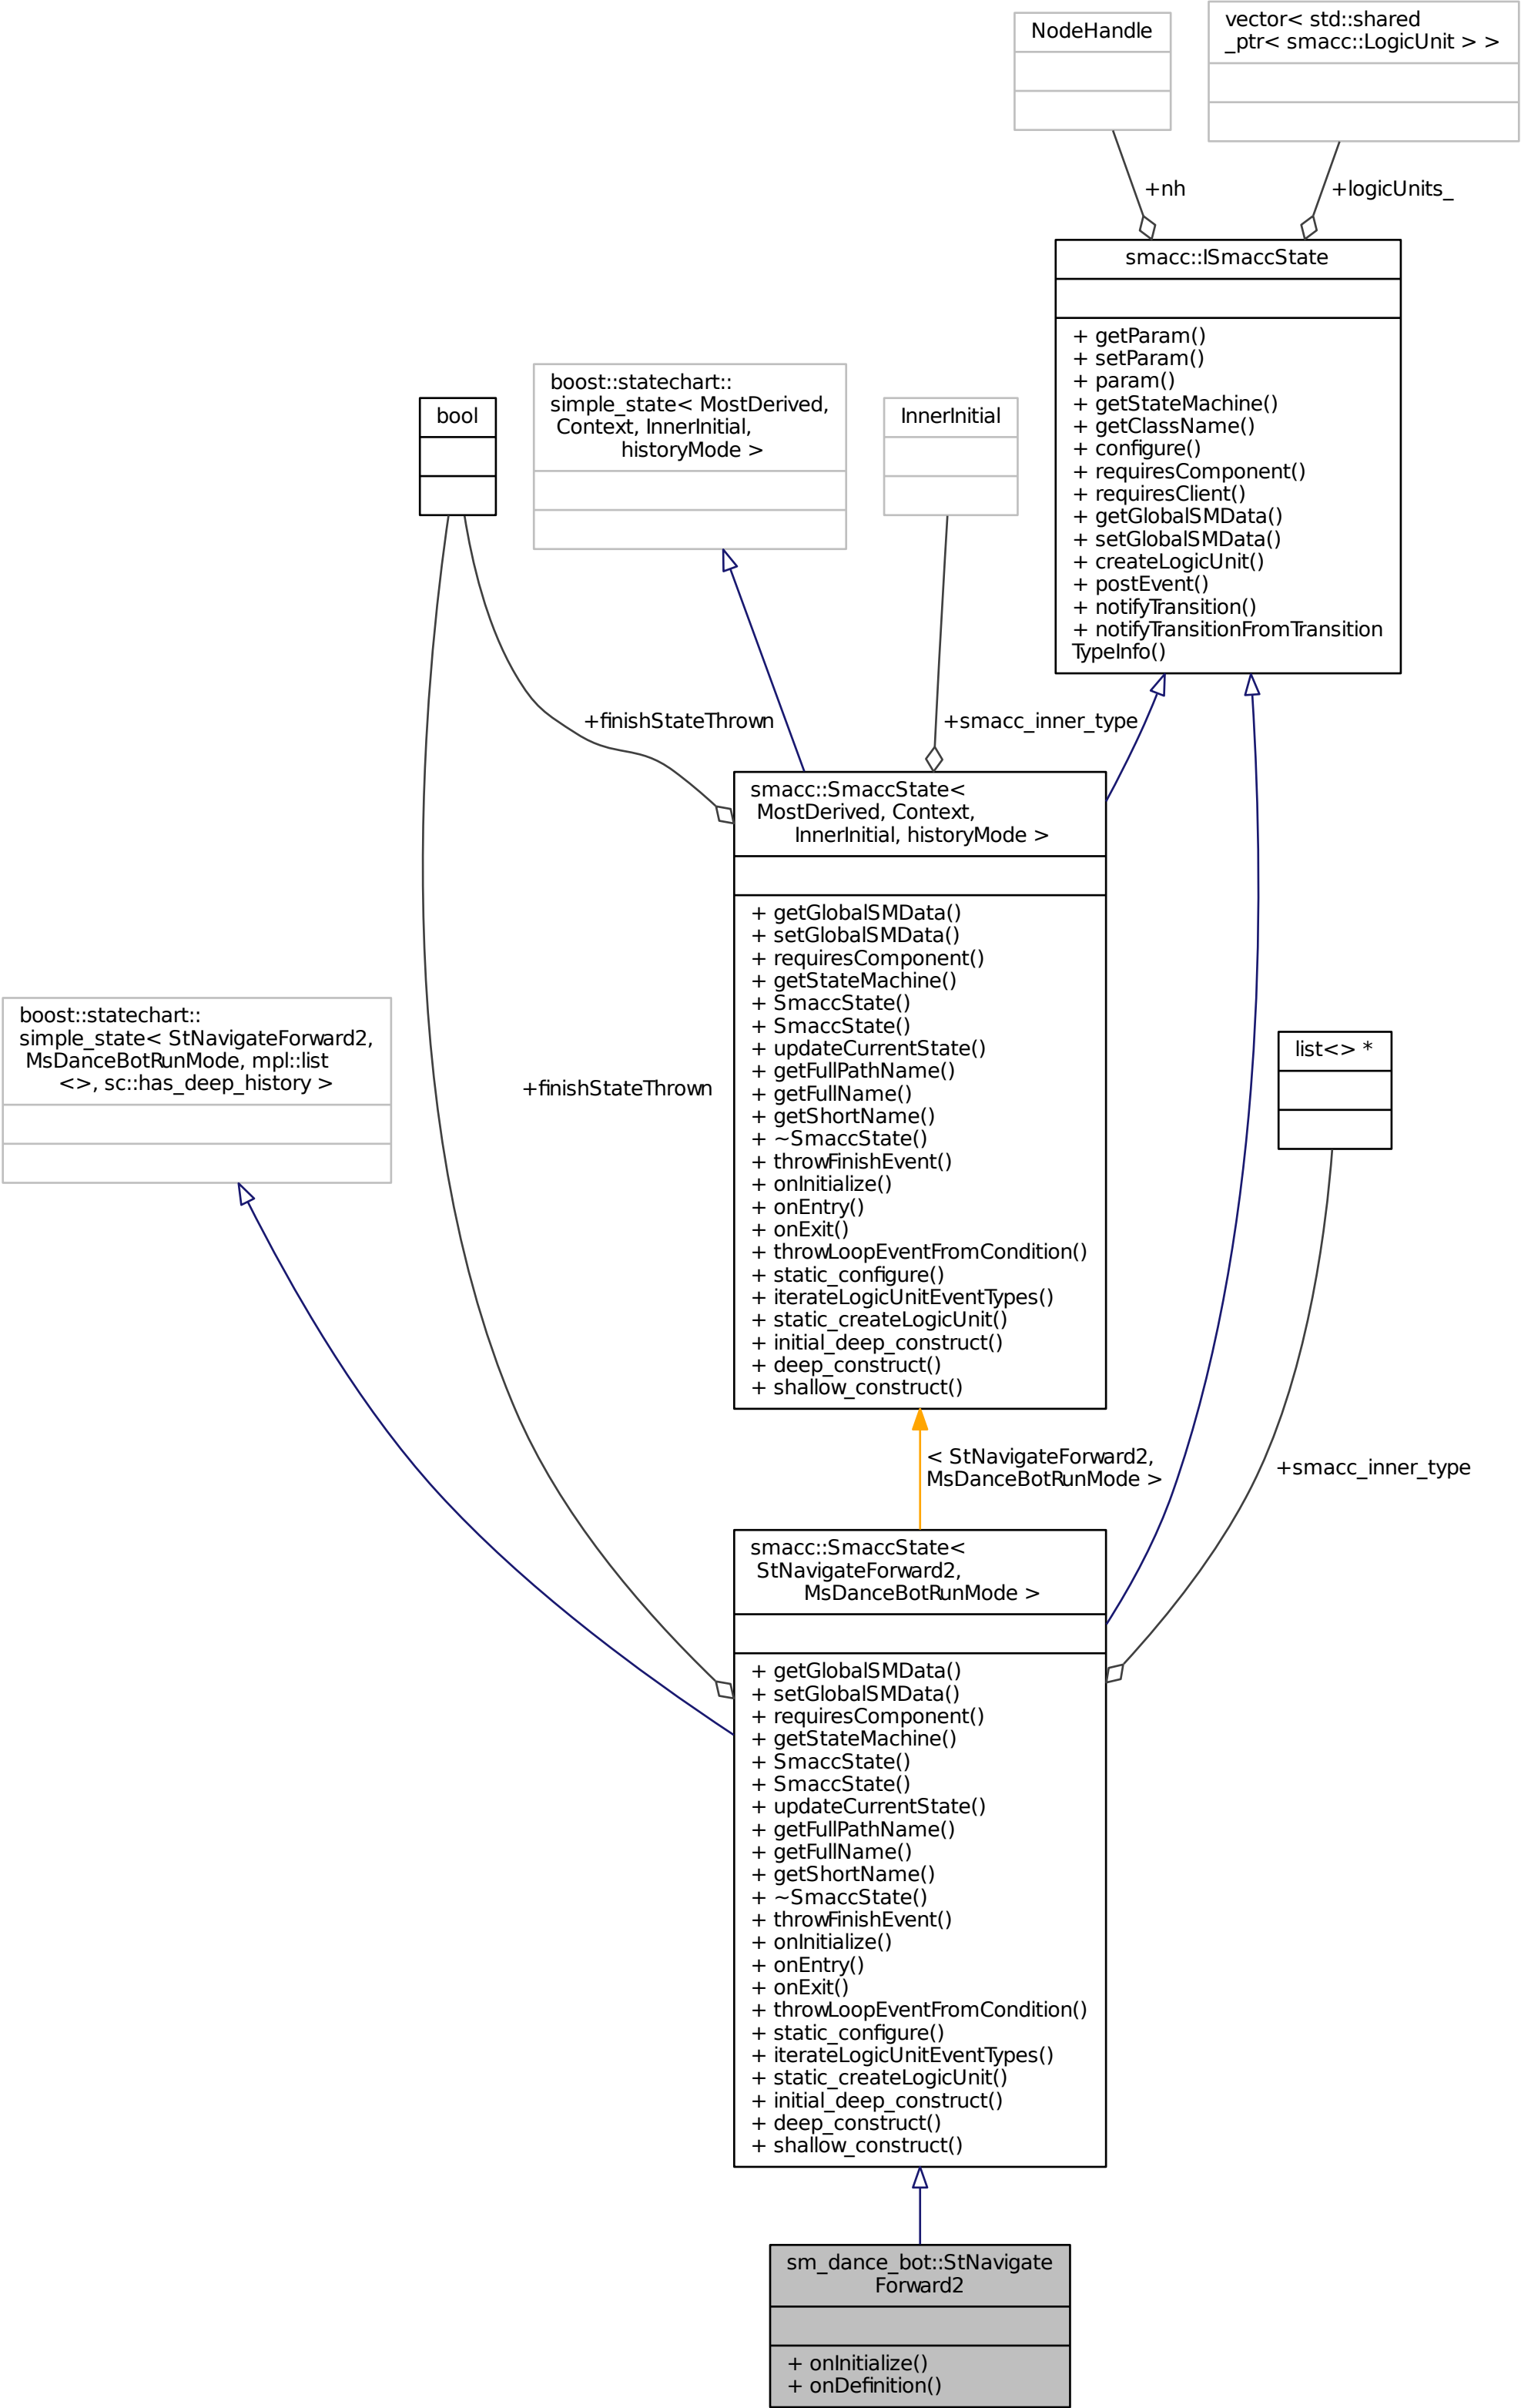 NodeHandle
vector< std::shared
_ptr< smacc::LogicUnit > >
+nh
+logicUnits_
smacc::ISmaccState
+ getParam()
+ setParam()
+ param()
+ getStateMachine()
+ getClassName()
+ configure()
+ requiresComponent()
+ requiresClient()
+ getGlobalSMData()
+ setGlobalSMData()
+ createLogicUnit()
+ postEvent()
+ notifyTransition()
+ notifyTransitionFromTransition
TypeInfo()
bool
boost::statechart::
simple_state< MostDerived,
Context, InnerInitial,
historyMode >
InnerInitial
+finishStateThrown
+smacc_inner_type
smacc::SmaccState<
MostDerived, Context,
InnerInitial, historyMode >
+ getGlobalSMData()
+ setGlobalSMData()
+ requiresComponent()
+ getStateMachine()
+ SmaccState()
+ SmaccState()
+ updateCurrentState()
+ getFullPathName()
+ getFullName()
+ getShortName()
+ ~SmaccState()
+ throwFinishEvent()
+ onInitialize()
+ onEntry()
+ onExit()
+ throwLoopEventFromCondition()
+ static_configure()
+ iterateLogicUnitEventTypes()
+ static_createLogicUnit()
+ initial_deep_construct()
+ deep_construct()
+ shallow_construct()
boost::statechart::
simple_state< StNavigateForward2,
MsDanceBotRunMode, mpl::list
<>, sc::has_deep_history >
+finishStateThrown
list<> *
< StNavigateForward2,
MsDanceBotRunMode >
+smacc_inner_type
smacc::SmaccState<
StNavigateForward2,
MsDanceBotRunMode >
+ getGlobalSMData()
+ setGlobalSMData()
+ requiresComponent()
+ getStateMachine()
+ SmaccState()
+ SmaccState()
+ updateCurrentState()
+ getFullPathName()
+ getFullName()
+ getShortName()
+ ~SmaccState()
+ throwFinishEvent()
+ onInitialize()
+ onEntry()
+ onExit()
+ throwLoopEventFromCondition()
+ static_configure()
+ iterateLogicUnitEventTypes()
+ static_createLogicUnit()
+ initial_deep_construct()
+ deep_construct()
+ shallow_construct()
sm_dance_bot::StNavigate
Forward2
+ onInitialize()
+ onDefinition()